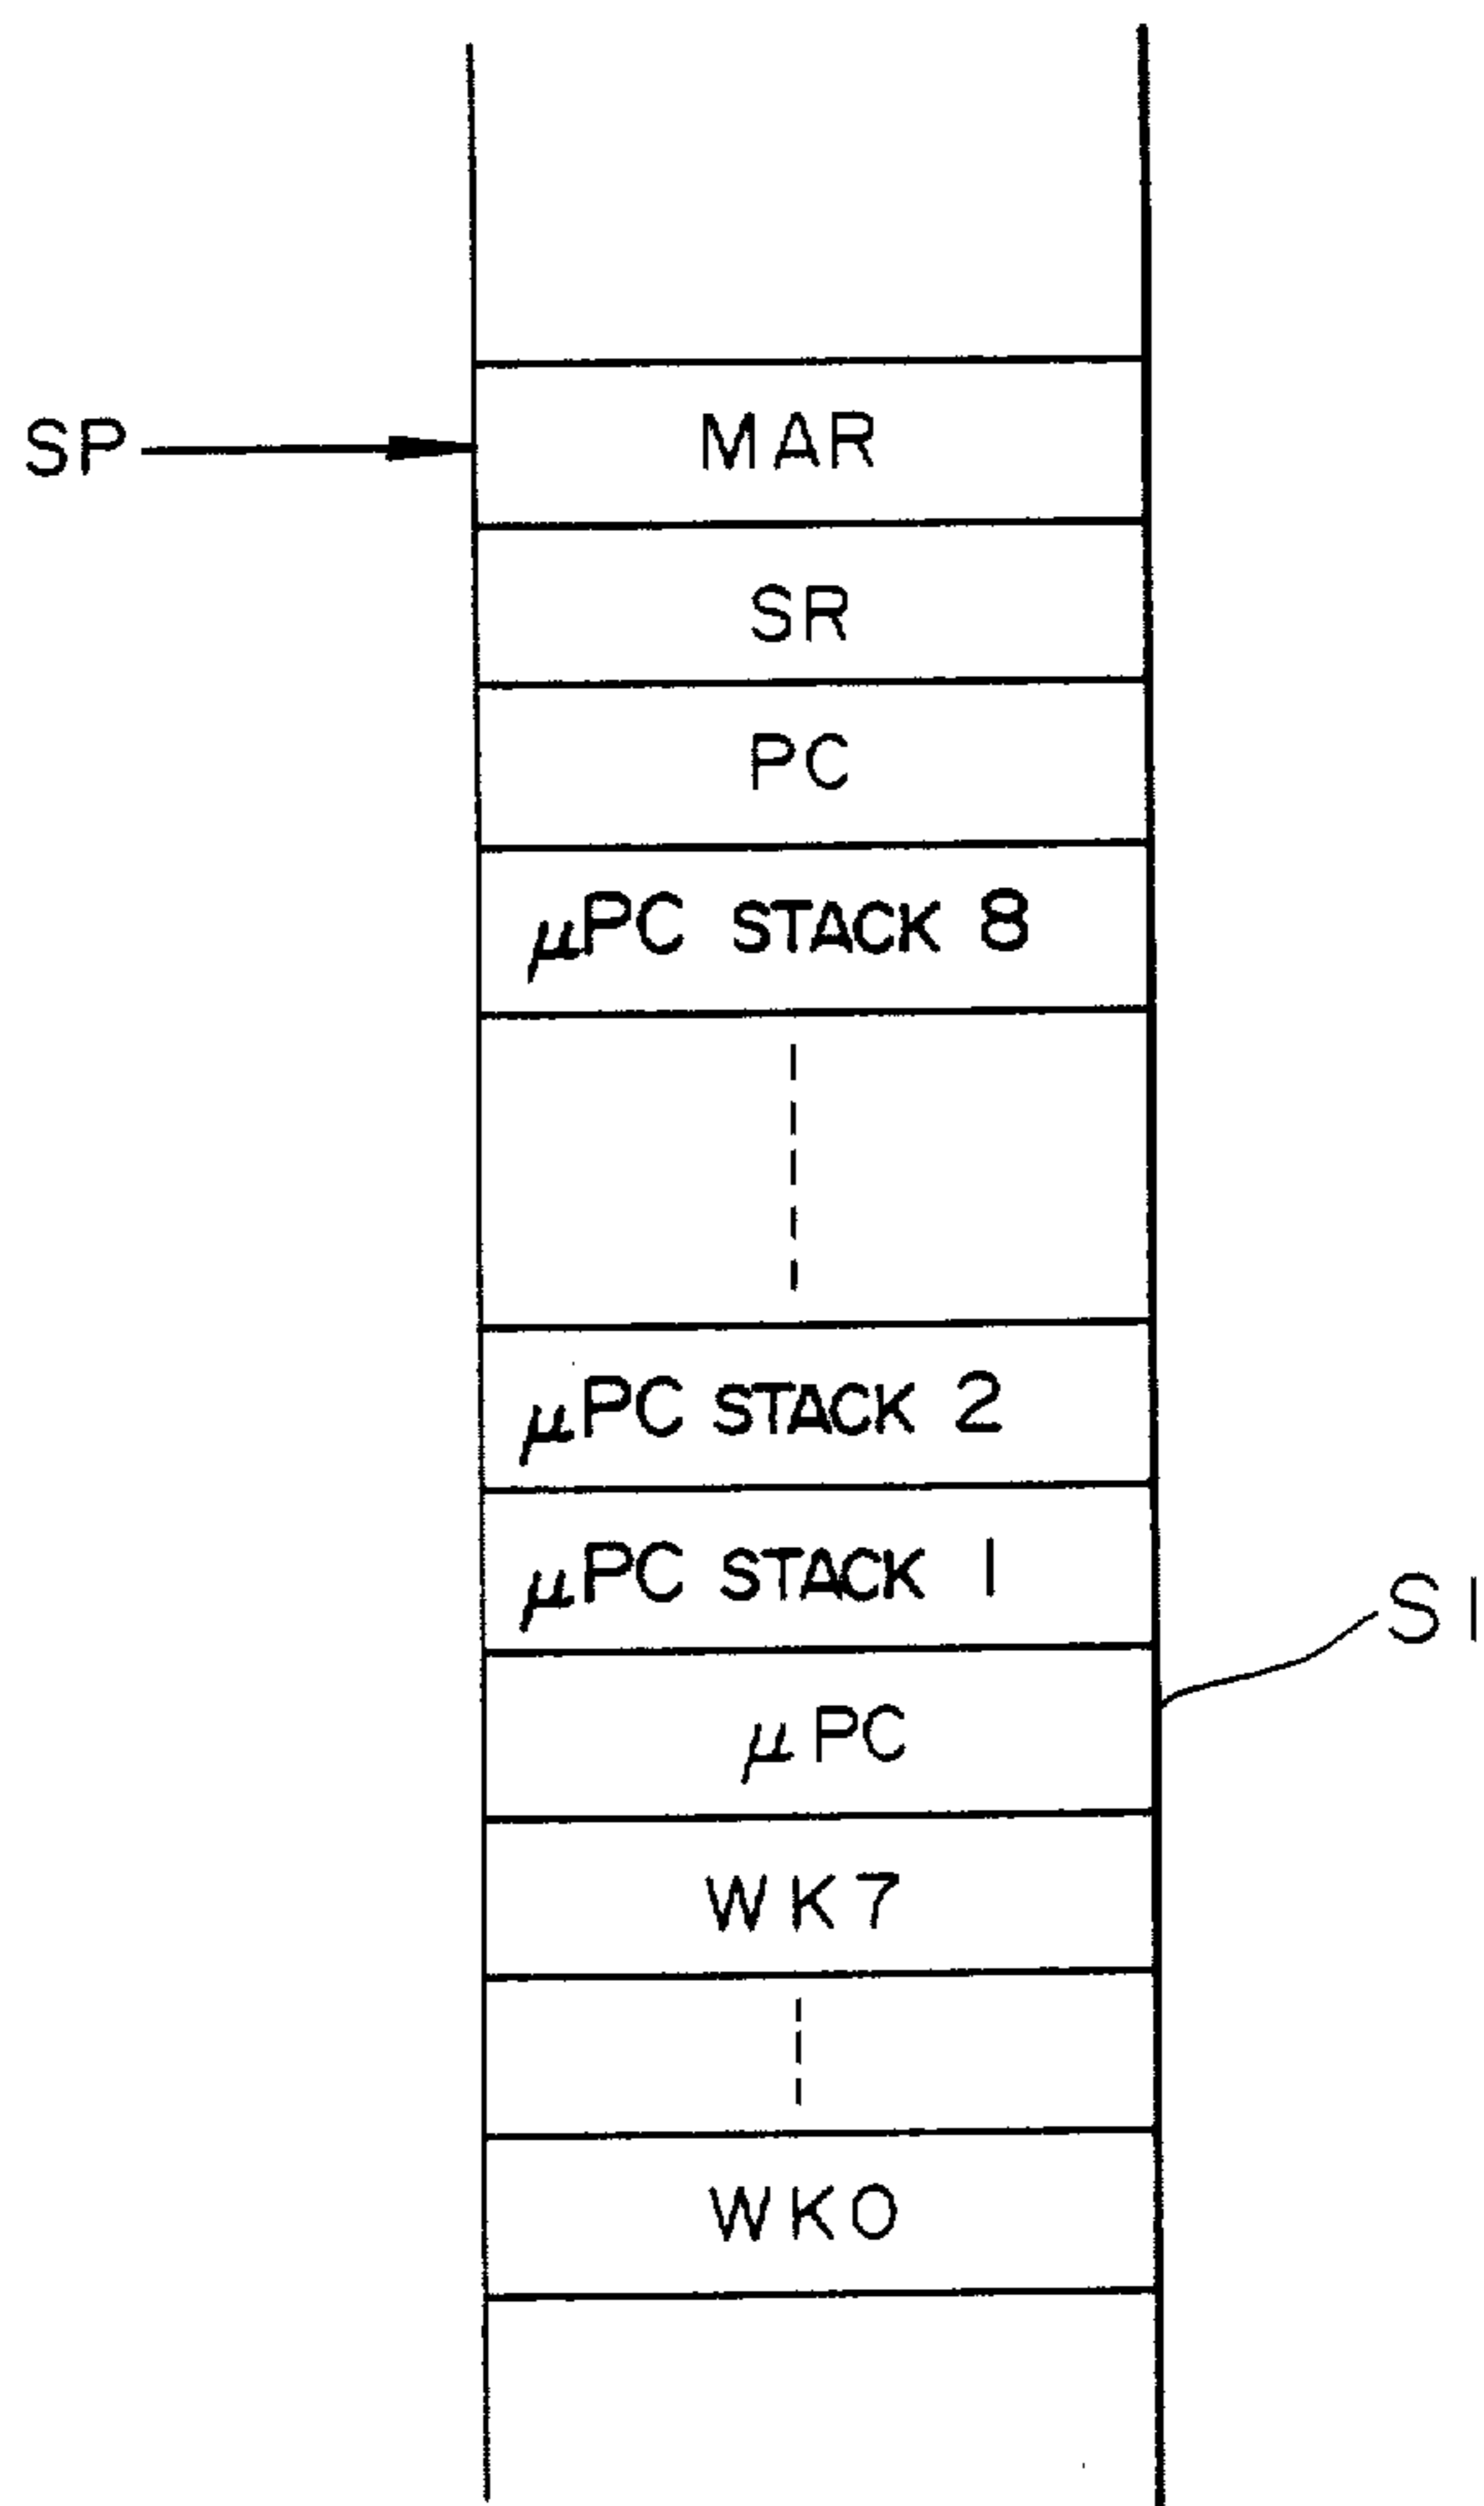 SP
MAR
SR
PC
μPC STACK 8
μPC STACK 2
μPC STACK 1
S1
μPC
WK7
WK0